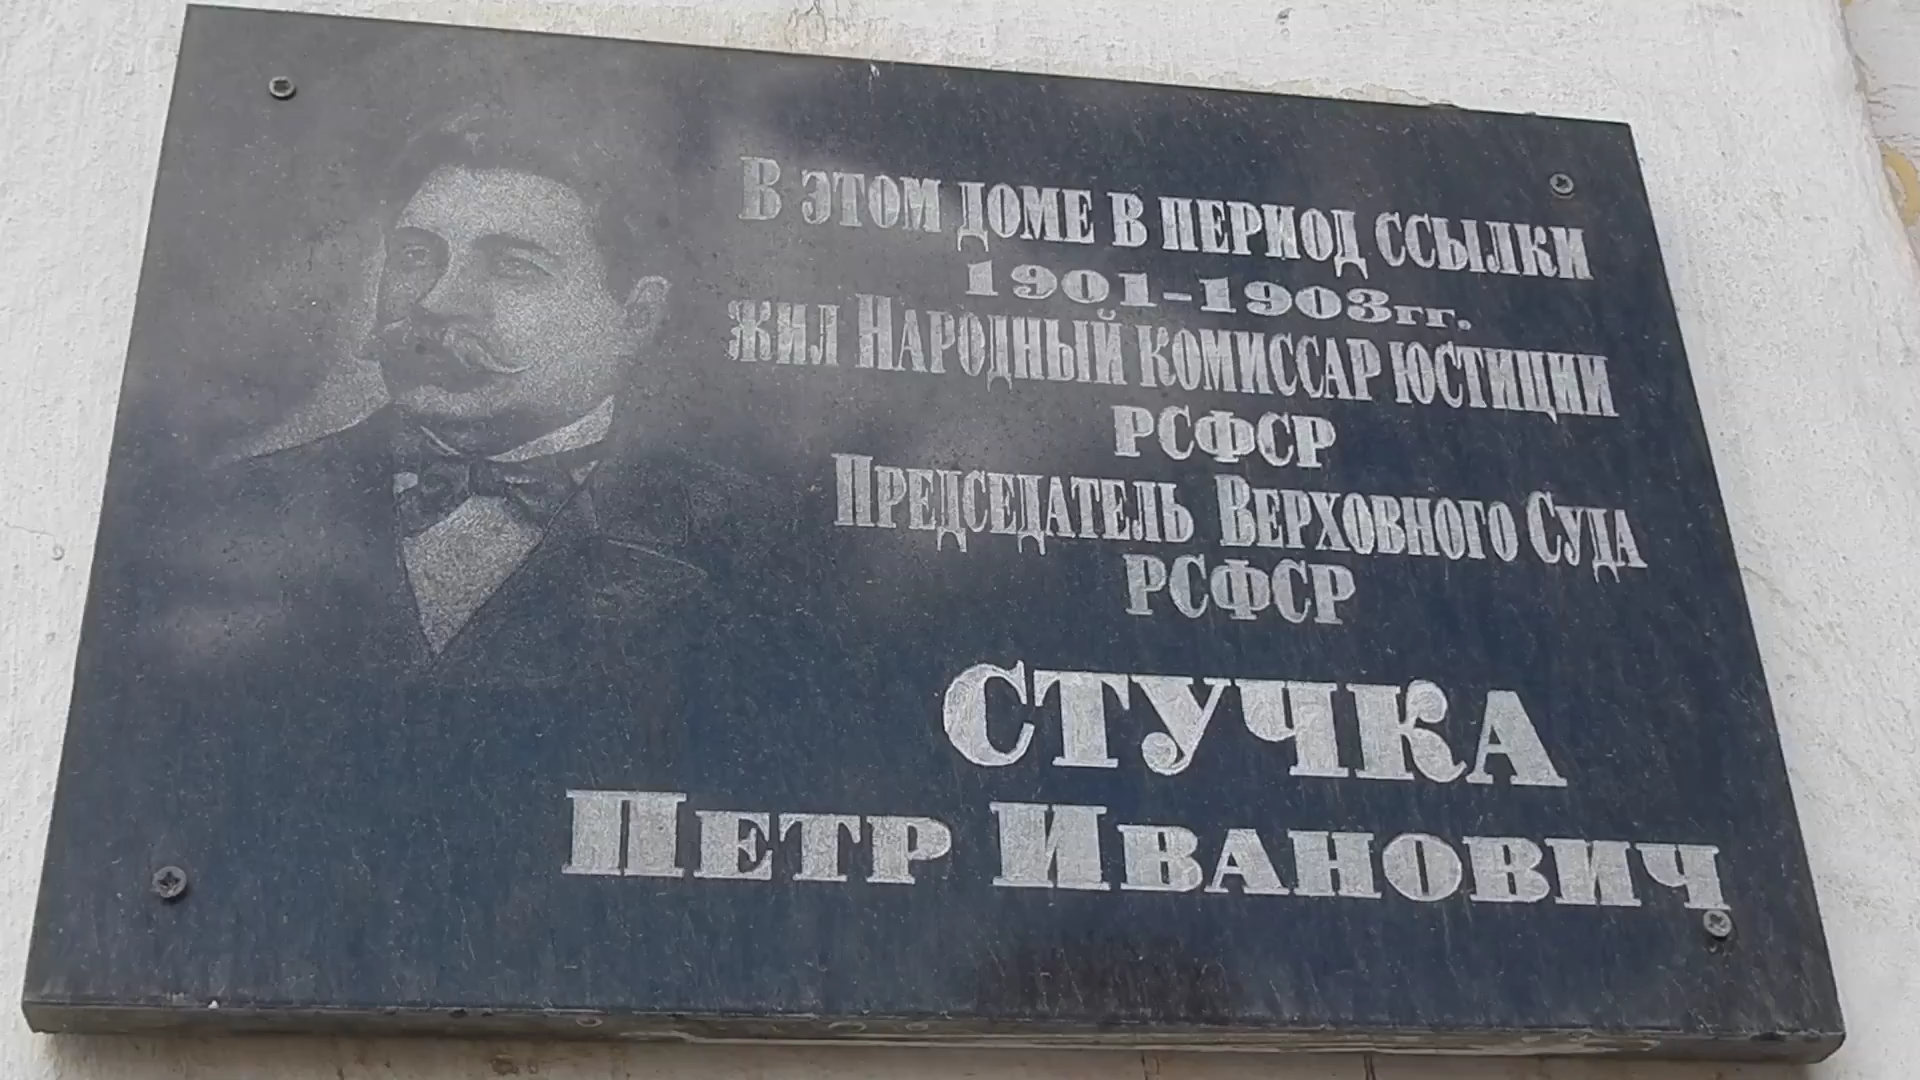 В ЭТОМ ДОМЕ В ПЕРИОД ССЫЛКИ
1901-1903гг.
ЖИЛ НАРОДНЫЙ КОМИССАР ЮСТИЦИИ
РСФСР
ПРЕДСЕДАТЕЛЬ ВЕРХОВНОГО СУДА
РСФСР
СТУЧКА
ПЕТР ИВАНОВИЧ